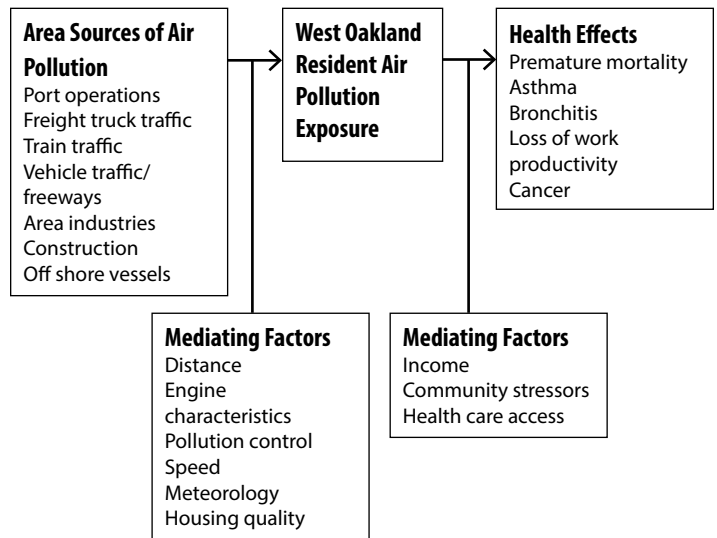 Area Sources of Air
Pollution
Port operations
Freight truck traffic
Train traffic
Vehicle traffic/
freeways
Area industries
Construction
Off shore vessels
West Oakland
Resident Air
Pollution
Exposure
Health Effects
Premature mortality
Asthma
Bronchitis
Loss of work
productivity
Cancer
Mediating Factors
Distance
Engine
characteristics
Pollution control
Speed
Meteorology
Housing quality
Mediating Factors
Income
Community stressors
Health care access